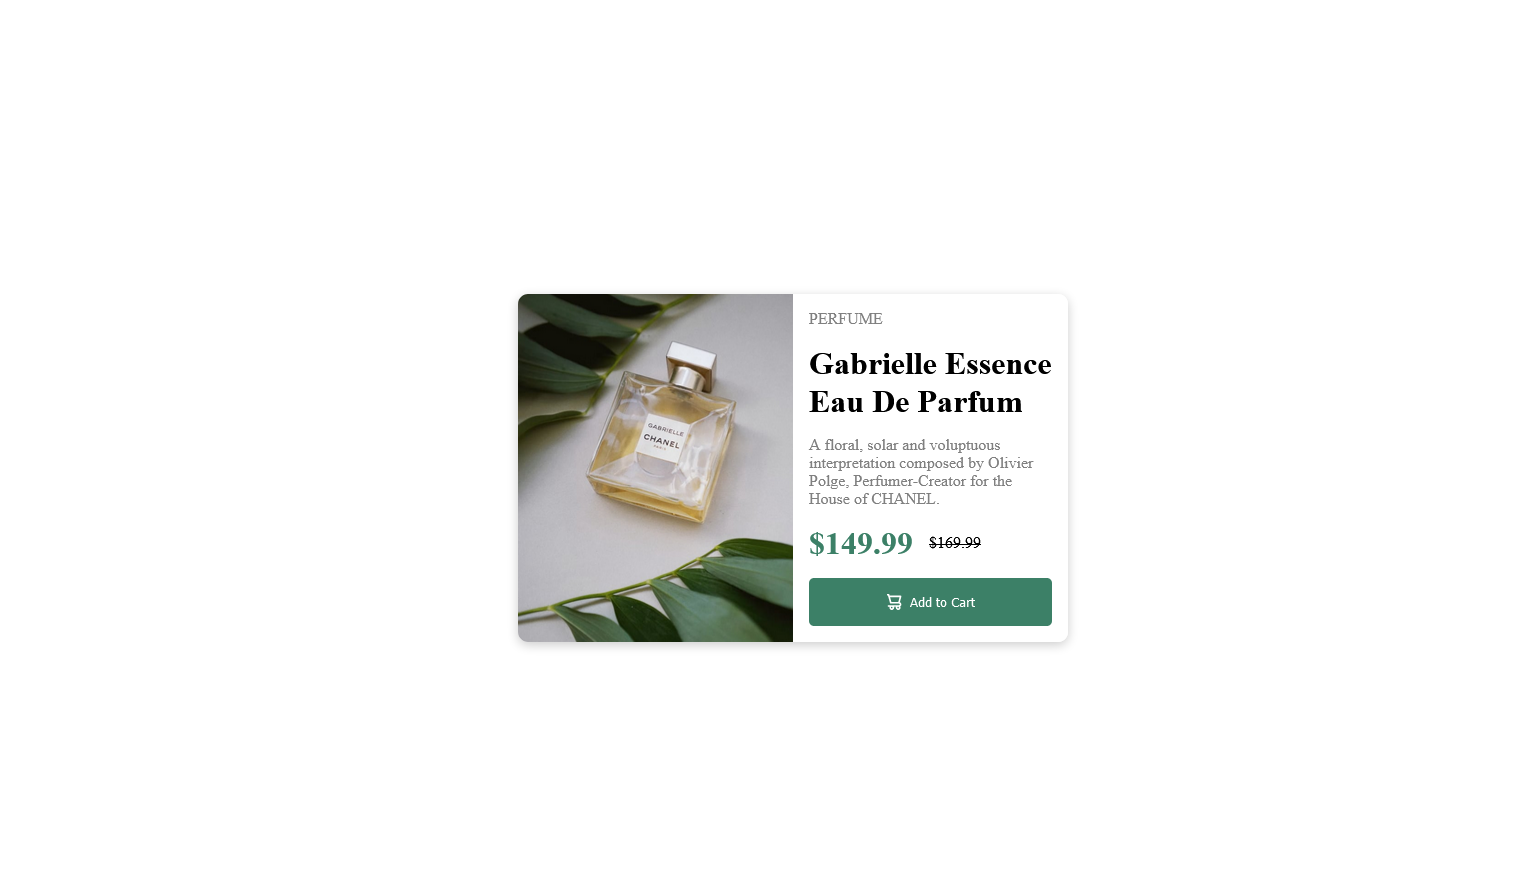 GABRIELLE
CHANEL
PARIS
PERFUME
Gabrielle Essence
Eau De Parfum
A floral, solar and voluptuous
interpretation composed by Olivier
Polge, Perfumer-Creator for the
House of CHANEL.
$149.99 $169.99
Add to Cart